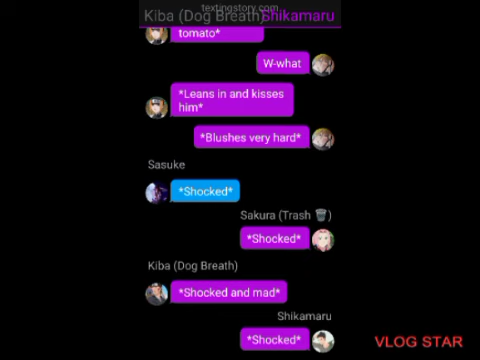 textingstory.com
Kiba (Dog Breath) Shikamaru
tomato*
W-what
*Leans in and kisses
him*
*Blushes very hard*
Sasuke
*Shocked*
Sakura (Trash 🗑️)
*Shocked*
Kiba (Dog Breath)
*Shocked and mad*
Shikamaru
*Shocked*
VLOG STAR